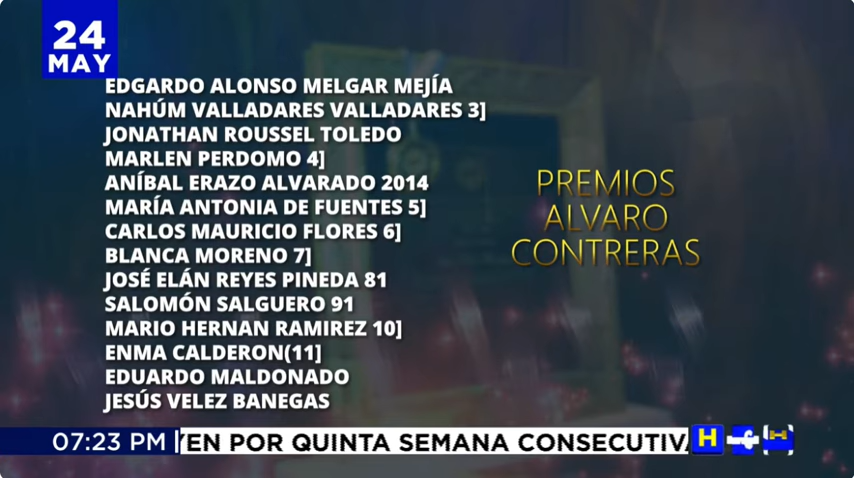 24
MAY
EDGARDO ALONSO MELGAR MEJÍA
NAHÚM VALLADARES VALLADARES 3]
JONATHAN ROUSSEL TOLEDO
MARLEN PERDOMO 4]
ANÍBAL ERAZO ALVARADO 2014
MARÍA ANTONIA DE FUENTES 5]
CARLOS MAURICIO FLORES 6]
BLANCA MORENO 7]
JOSÉ ELÁN REYES PINEDA 81
SALOMÓN SALGUERO 91
MARIO HERNAN RAMIREZ 10]
ENMA CALDERON(11]
EDUARDO MALDONADO
JESÚS VELEZ BANEGAS
PREMIOS
ALVARO
CONTRERAS
07:23 PM YEN POR QUINTA SEMANA CONSECUTIVA H